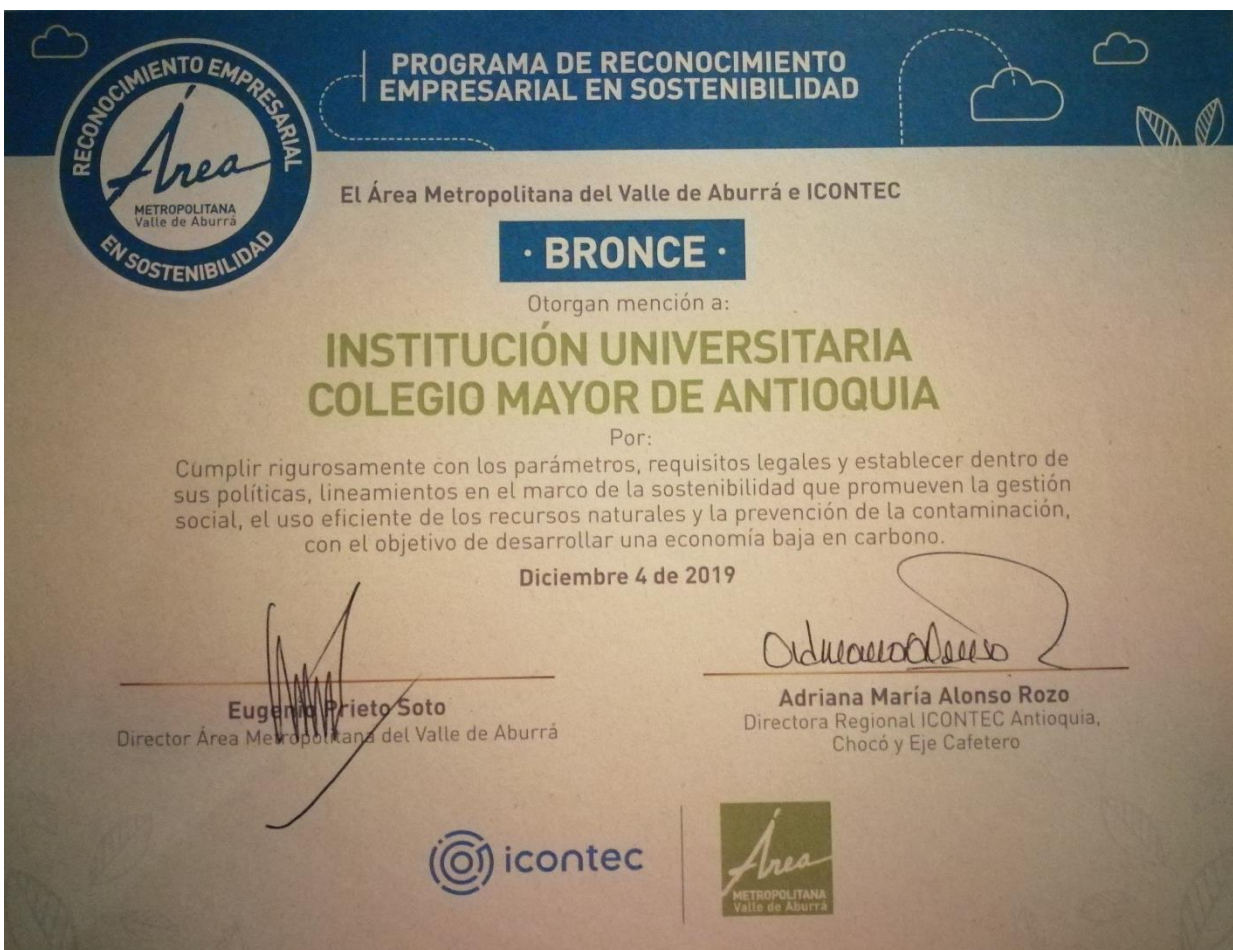 RECONOCIMIENTO EMPRESARIAL
Área
METROPOLITANA
Valle de Aburrá
EN SOSTENIBILIDAD
PROGRAMA DE RECONOCIMIENTO
EMPRESARIAL EN SOSTENIBILIDAD
El Área Metropolitana del Valle de Aburrá e ICONTEC
· BRONCE ·
Otorgan mención a:
INSTITUCIÓN UNIVERSITARIA
COLEGIO MAYOR DE ANTIOQUIA
Por:
Cumplir rigurosamente con los parámetros, requisitos legales y establecer dentro de
sus políticas, lineamientos en el marco de la sostenibilidad que promueven la gestión
social, el uso eficiente de los recursos naturales y la prevención de la contaminación,
con el objetivo de desarrollar una economía baja en carbono.
Diciembre 4 de 2019
Eugenio Prieto Soto
Director Área Metropolitana del Valle de Aburrá
Adriana María Alonso Rozo
Directora Regional ICONTEC Antioquia,
Chocó y Eje Cafetero
icontec
Área
METROPOLITANA
Valle de Aburrá